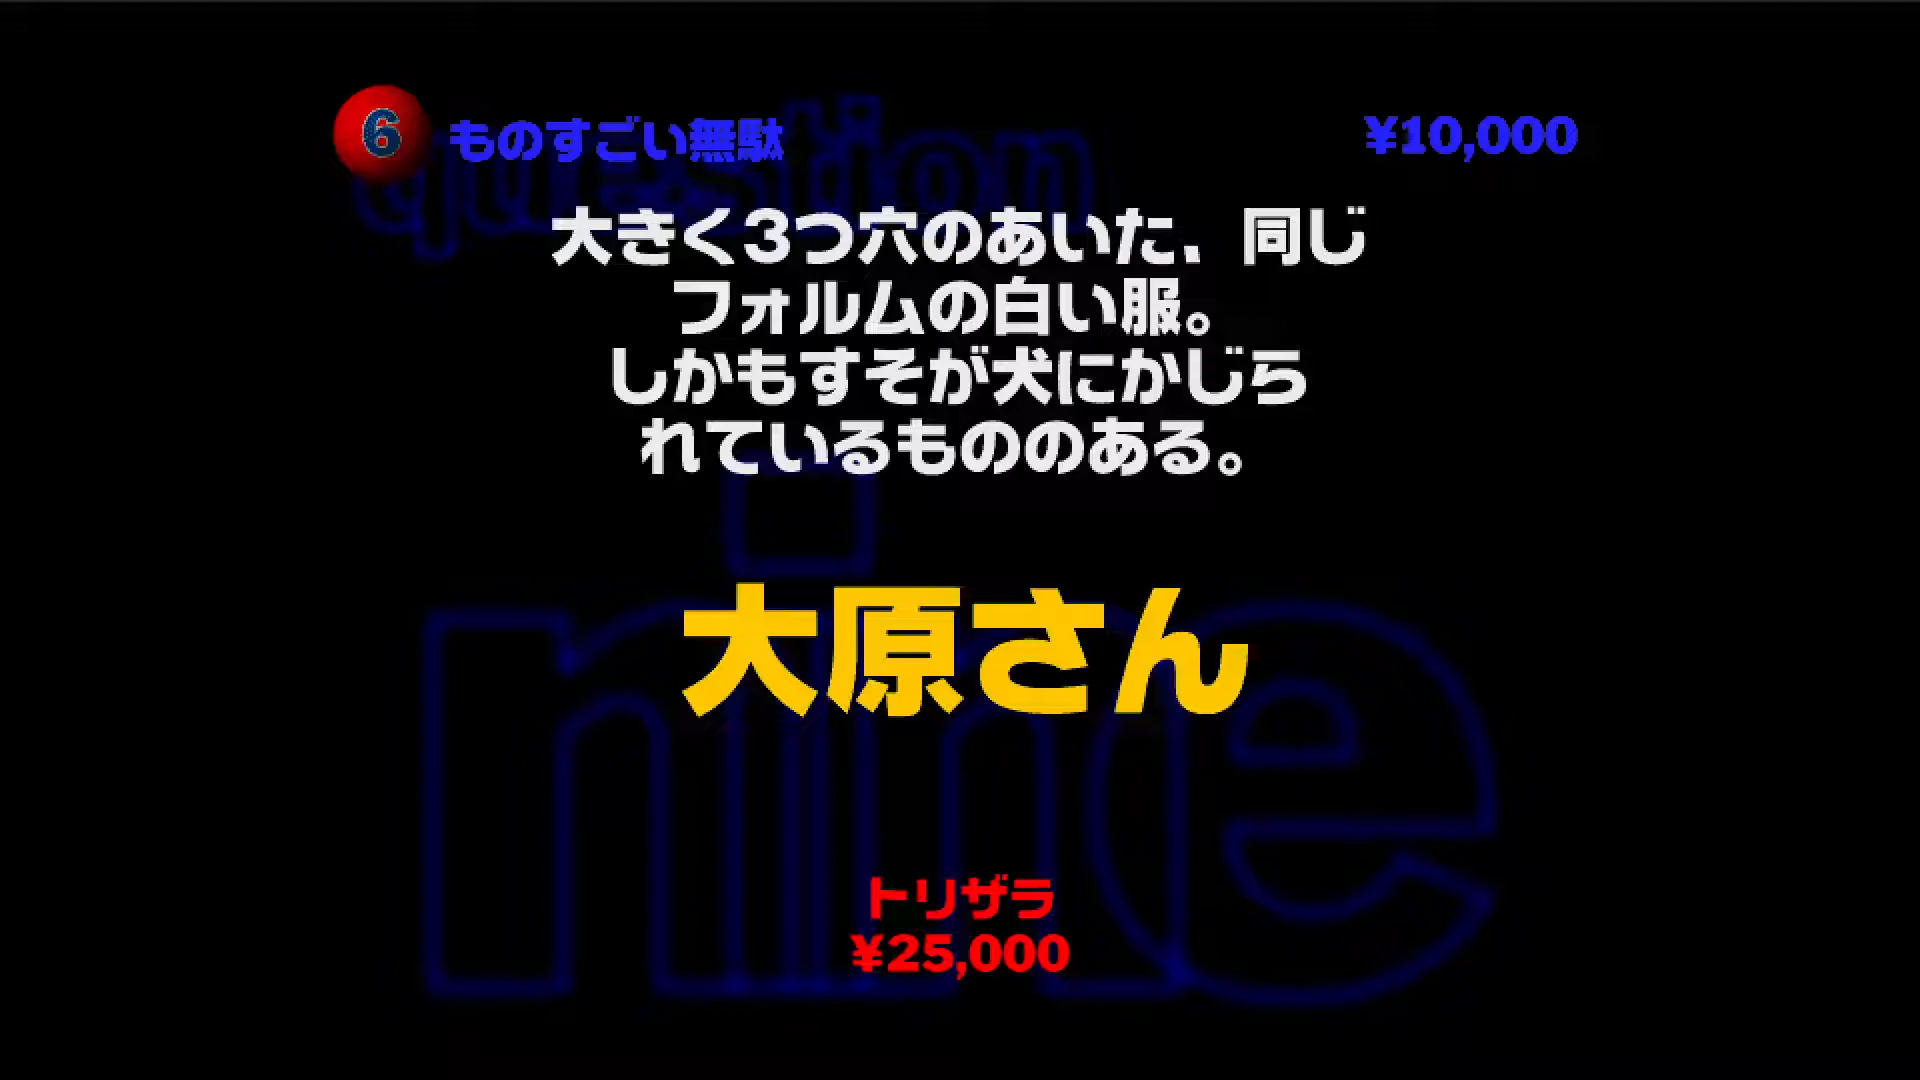 6 ものすごい無駄 ¥10,000
question
大きく3つ穴のあいた、同じ
フォルムの白い服。
しかもすそが犬にかじら
れているもののある。
大原さん
nine
トリザラ
¥25,000